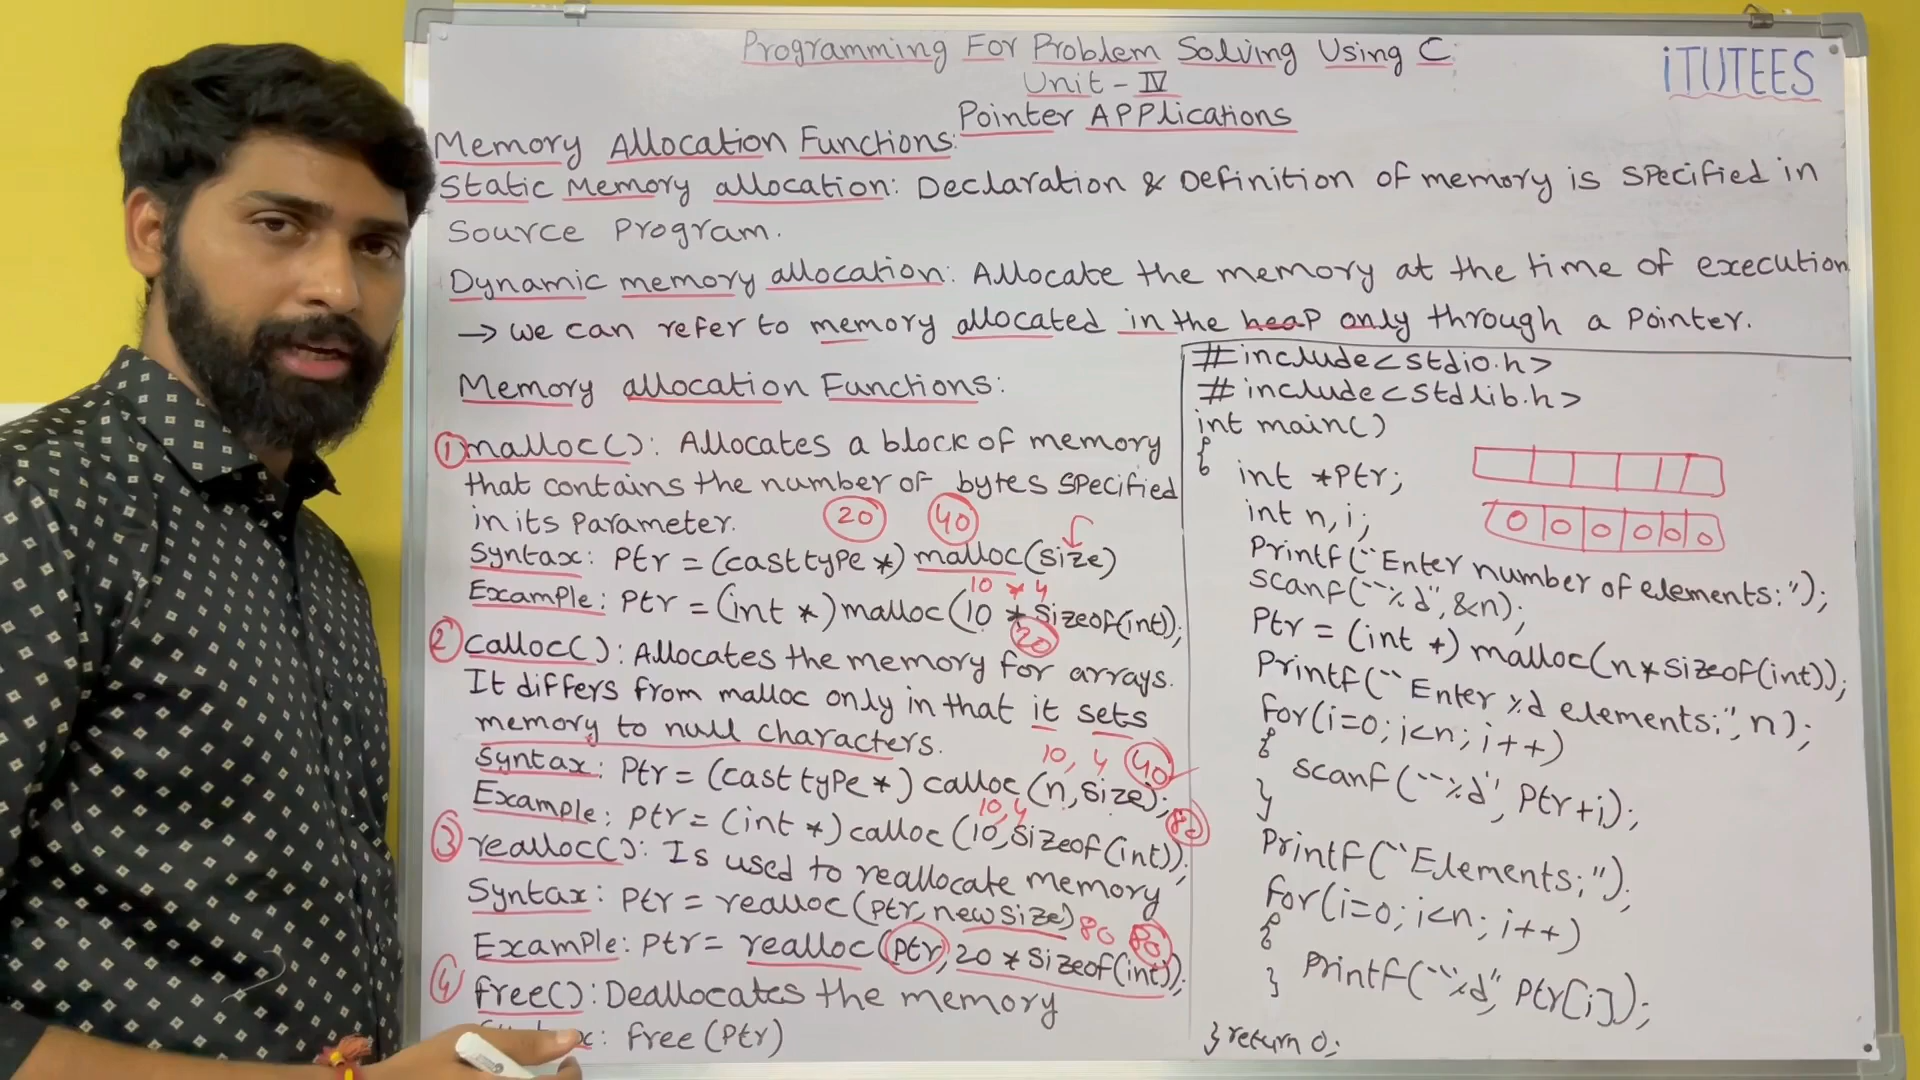 Programming For Problem Solving Using C
iTUTEES
Unit - IV
Pointer Applications
Memory Allocation Functions:
Static Memory allocation: Declaration & Definition of memory is specified in
Source Program.
Dynamic memory allocation: Allocate the memory at the time of execution
→ we can refer to memory allocated in the heap only through a Pointer.
Memory allocation Functions:
① malloc(): Allocates a block of memory
that contains the number of bytes specified
in its Parameter. 20 40
Syntax: Ptr = (cast type *) malloc(size)
10 * 4
Example: Ptr = (int *) malloc(10 * sizeof(int));
20
② calloc(): Allocates the memory for arrays.
It differs from malloc only in that it sets
memory to null characters.
10, 4 40
Syntax: Ptr = (cast type *) calloc (n, size);
10, 4 80
Example: Ptr = (int *) calloc (10, sizeof(int));
③ realloc(): Is used to reallocate memory
Syntax: Ptr = realloc(Ptr, newsize) 80 80
Example: Ptr = realloc(Ptr, 20 * sizeof(int));
④ free(): Deallocates the memory
: free(Ptr)
#include<stdio.h>
#include<stdlib.h>
int main()
{
int *Ptr;
int n, i;
0 0 0 0 0 0
Printf("Enter number of elements:");
scanf("%d", &n);
Ptr = (int *) malloc(n*sizeof(int));
Printf("Enter %d elements:", n);
for(i=0; i<n; i++)
{
scanf("%d", Ptr+i);
}
Printf("Elements:");
for(i=0; i<n; i++)
{
Printf("%d", Ptr[i]);
}
} return 0;